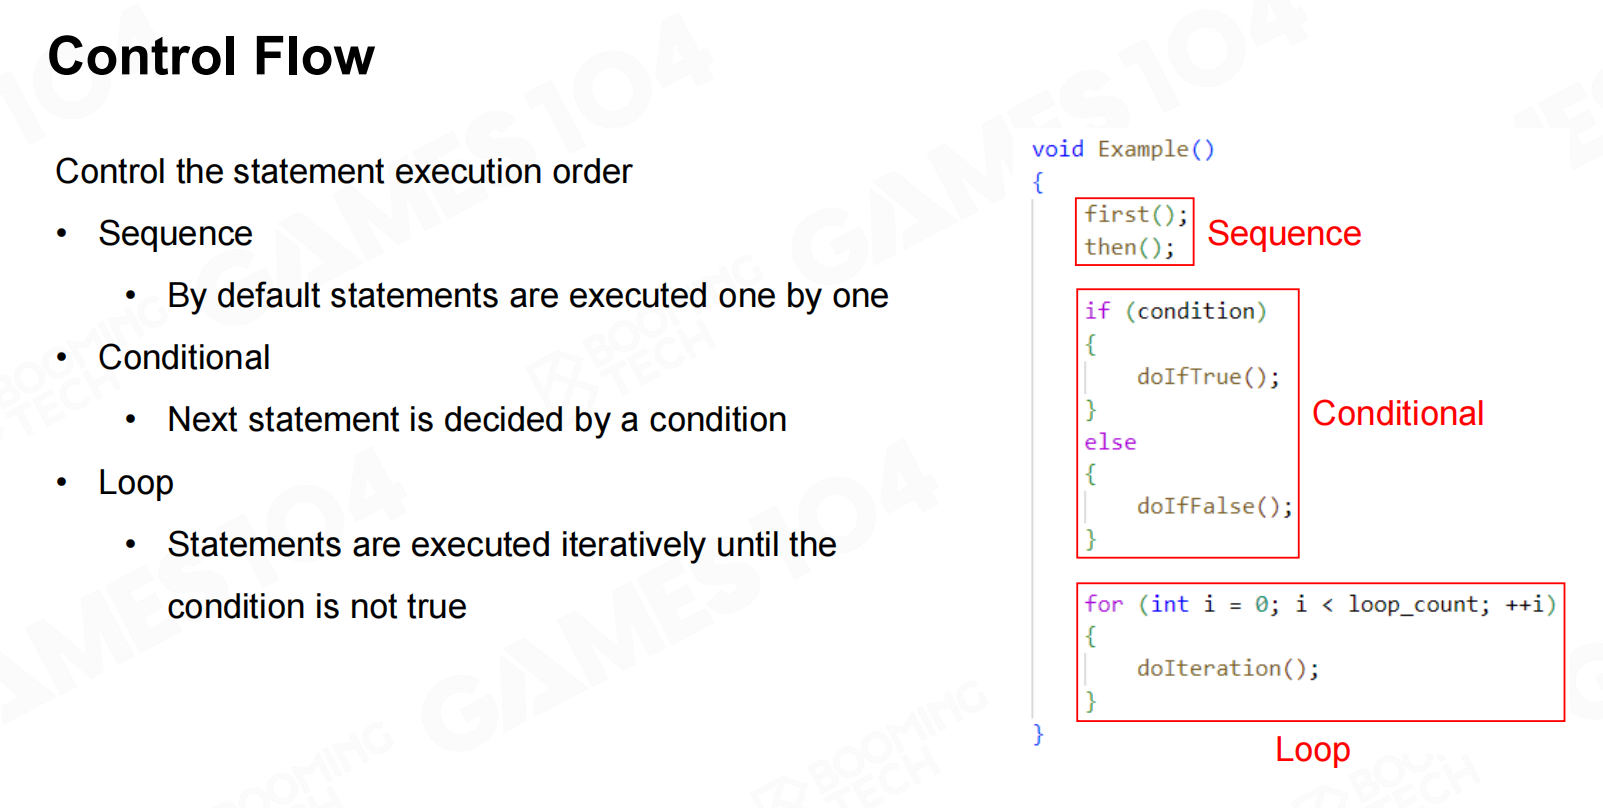 Control Flow
Control the statement execution order
• Sequence
• By default statements are executed one by one
• Conditional
• Next statement is decided by a condition
• Loop
• Statements are executed iteratively until the
condition is not true
void Example()
{
first();
then();
Sequence
if (condition)
{
doIfTrue();
}
else
{
doIfFalse();
}
Conditional
for (int i = 0; i < loop_count; ++i)
{
doIteration();
}
}
Loop
GAMES104
BOOMING
TECH